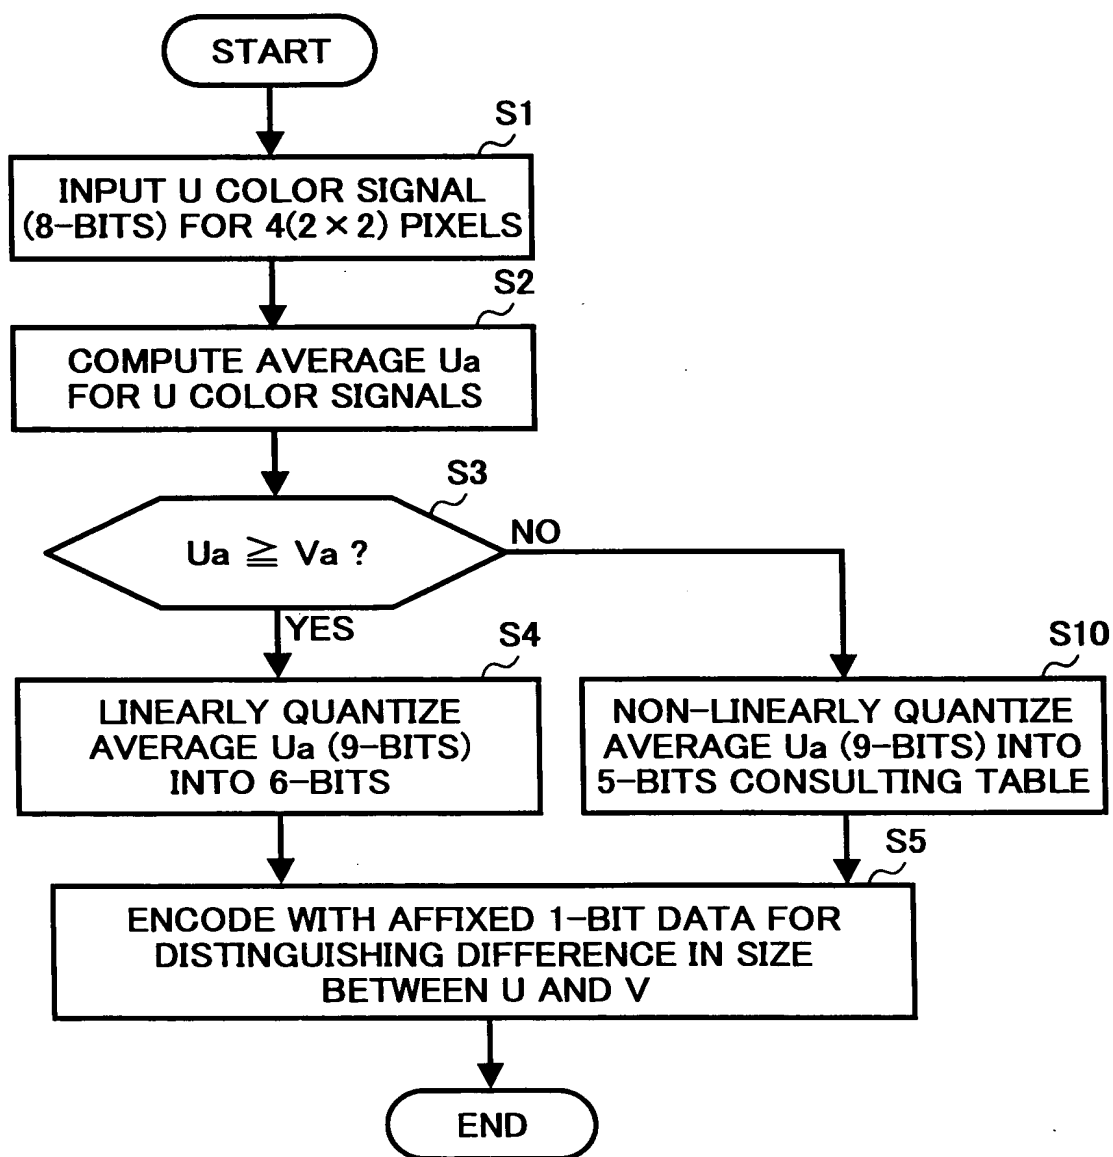 START
S1
INPUT U COLOR SIGNAL
(8-BITS) FOR 4(2×2) PIXELS
S2
COMPUTE AVERAGE Ua
FOR U COLOR SIGNALS
S3
Ua ≧ Va ?
NO
YES
S4
LINEARLY QUANTIZE
AVERAGE Ua (9-BITS)
INTO 6-BITS
S10
NON-LINEARLY QUANTIZE
AVERAGE Ua (9-BITS) INTO
5-BITS CONSULTING TABLE
S5
ENCODE WITH AFFIXED 1-BIT DATA FOR
DISTINGUISHING DIFFERENCE IN SIZE
BETWEEN U AND V
END